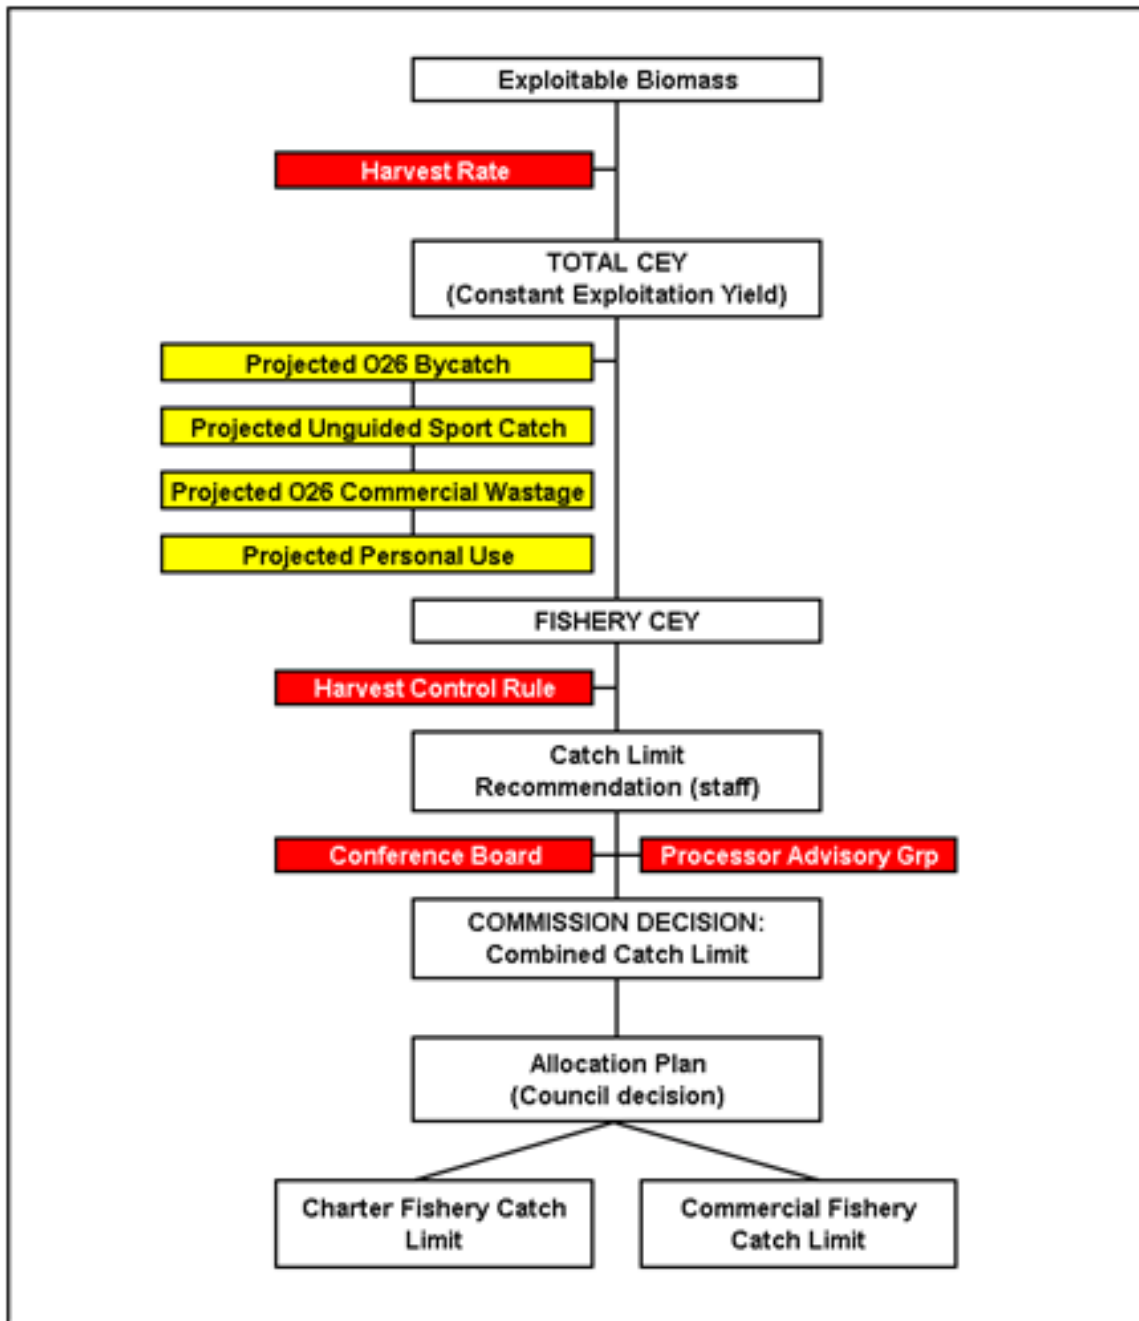 Exploitable Biomass
Harvest Rate
TOTAL CEY
(Constant Exploitation Yield)
Projected O26 Bycatch
Projected Unguided Sport Catch
Projected O26 Commercial Wastage
Projected Personal Use
FISHERY CEY
Harvest Control Rule
Catch Limit
Recommendation (staff)
Conference Board
Processor Advisory Grp
COMMISSION DECISION:
Combined Catch Limit
Allocation Plan
(Council decision)
Charter Fishery Catch
Limit
Commercial Fishery
Catch Limit